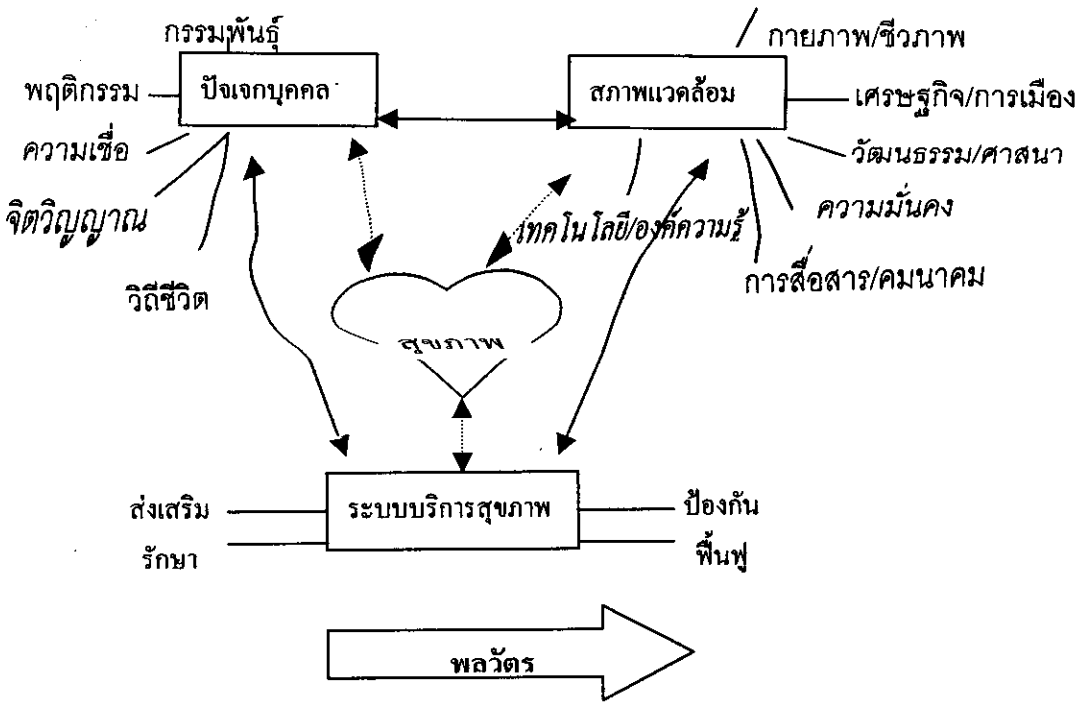 กรรมพันธุ์
กายภาพ/ชีวภาพ
พฤติกรรม
ปัจเจกบุคคล
สภาพแวดล้อม
เศรษฐกิจ/การเมือง
ความเชื่อ
วัฒนธรรม/ศาสนา
จิตวิญญาณ
ความมั่นคง
เทคโนโลยี/องค์ความรู้
วิถีชีวิต
การสื่อสาร/คมนาคม
สุขภาพ
ส่งเสริม
ระบบบริการสุขภาพ
ป้องกัน
รักษา
ฟื้นฟู
พลวัตร